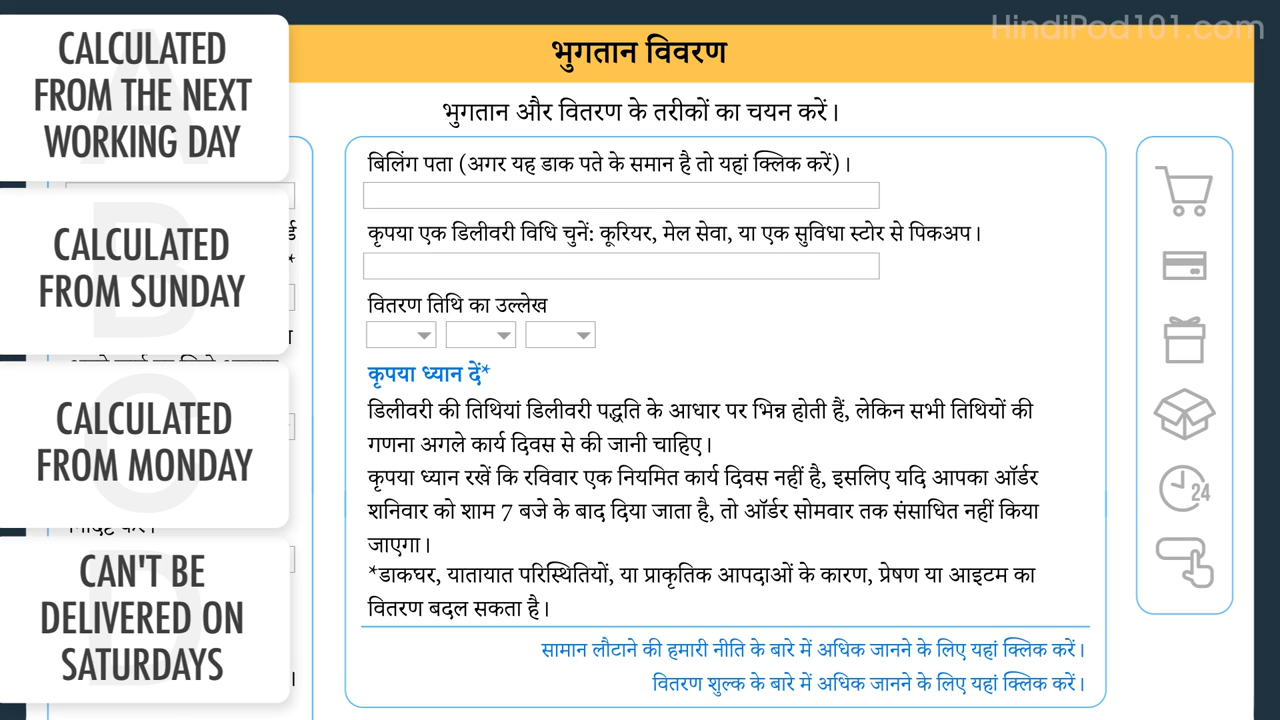 HindiPod101.com
CALCULATED
FROM THE NEXT
WORKING DAY
CALCULATED
FROM SUNDAY
CALCULATED
FROM MONDAY
CAN'T BE
DELIVERED ON
SATURDAYS
भुगतान विवरण
भुगतान और वितरण के तरीकों का चयन करें।
बिलिंग पता (अगर यह डाक पते के समान है तो यहां क्लिक करें)।
कृपया एक डिलीवरी विधि चुनें: कूरियर, मेल सेवा, या एक सुविधा स्टोर से पिकअप।
वितरण तिथि का उल्लेख
कृपया ध्यान दें*
डिलीवरी की तिथियां डिलीवरी पद्धति के आधार पर भिन्न होती हैं, लेकिन सभी तिथियों की
गणना अगले कार्य दिवस से की जानी चाहिए।
कृपया ध्यान रखें कि रविवार एक नियमित कार्य दिवस नहीं है, इसलिए यदि आपका ऑर्डर
शनिवार को शाम 7 बजे के बाद दिया जाता है, तो ऑर्डर सोमवार तक संसाधित नहीं किया
जाएगा।
*डाकघर, यातायात परिस्थितियों, या प्राकृतिक आपदाओं के कारण, प्रेषण या आइटम का
वितरण बदल सकता है।
सामान लौटाने की हमारी नीति के बारे में अधिक जानने के लिए यहां क्लिक करें।
वितरण शुल्क के बारे में अधिक जानने के लिए यहां क्लिक करें।
24